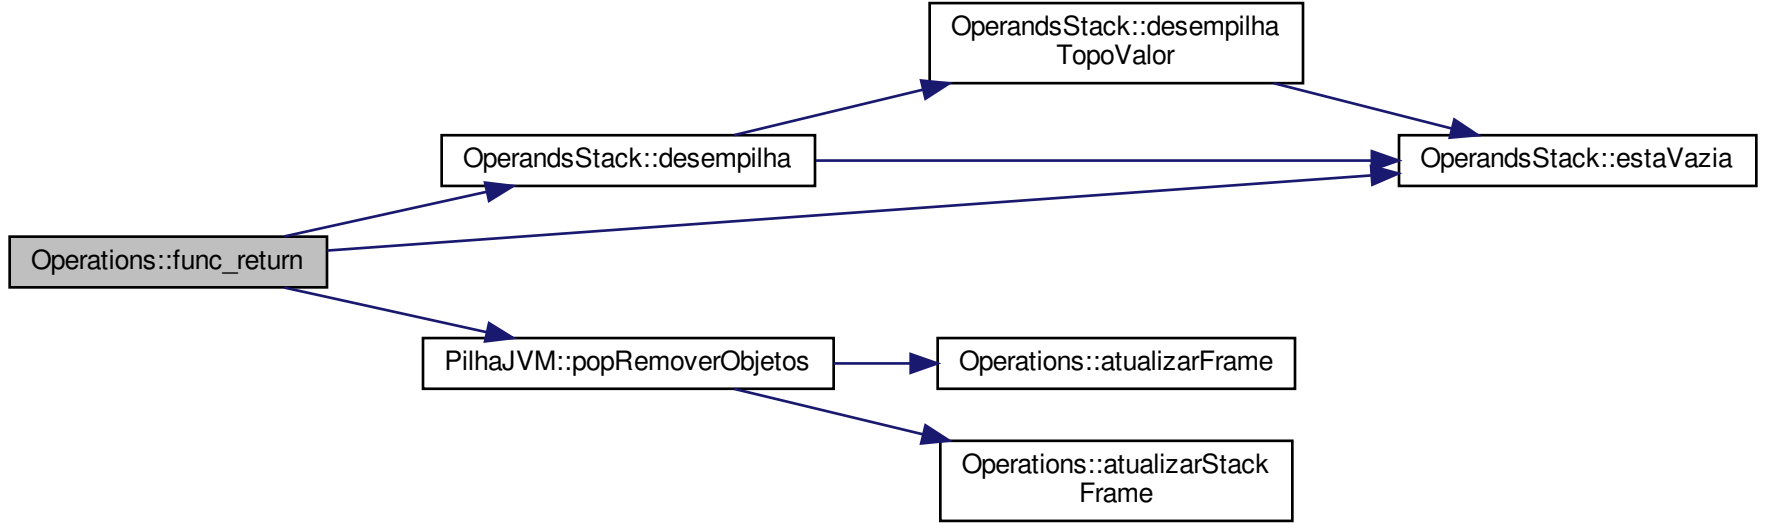 OperandsStack::desempilha
TopoValor
OperandsStack::desempilha
OperandsStack::estaVazia
Operations::func_return
PilhaJVM::popRemoverObjetos
Operations::atualizarFrame
Operations::atualizarStack
Frame